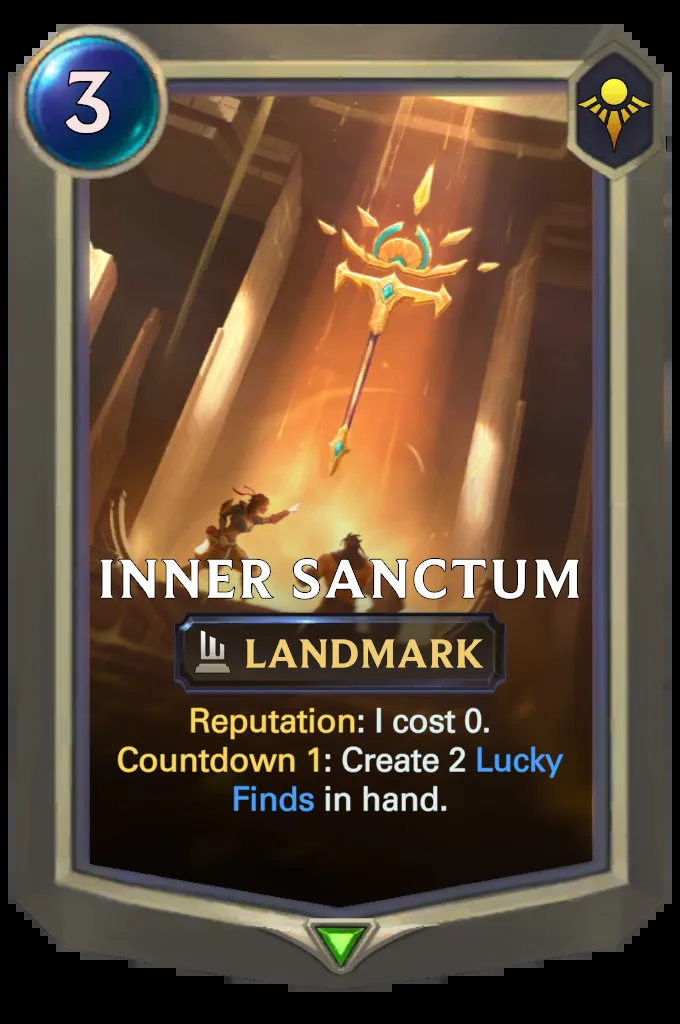 3
INNER SANCTUM
LANDMARK
Reputation: I cost 0.
Countdown 1: Create 2 Lucky
Finds in hand.